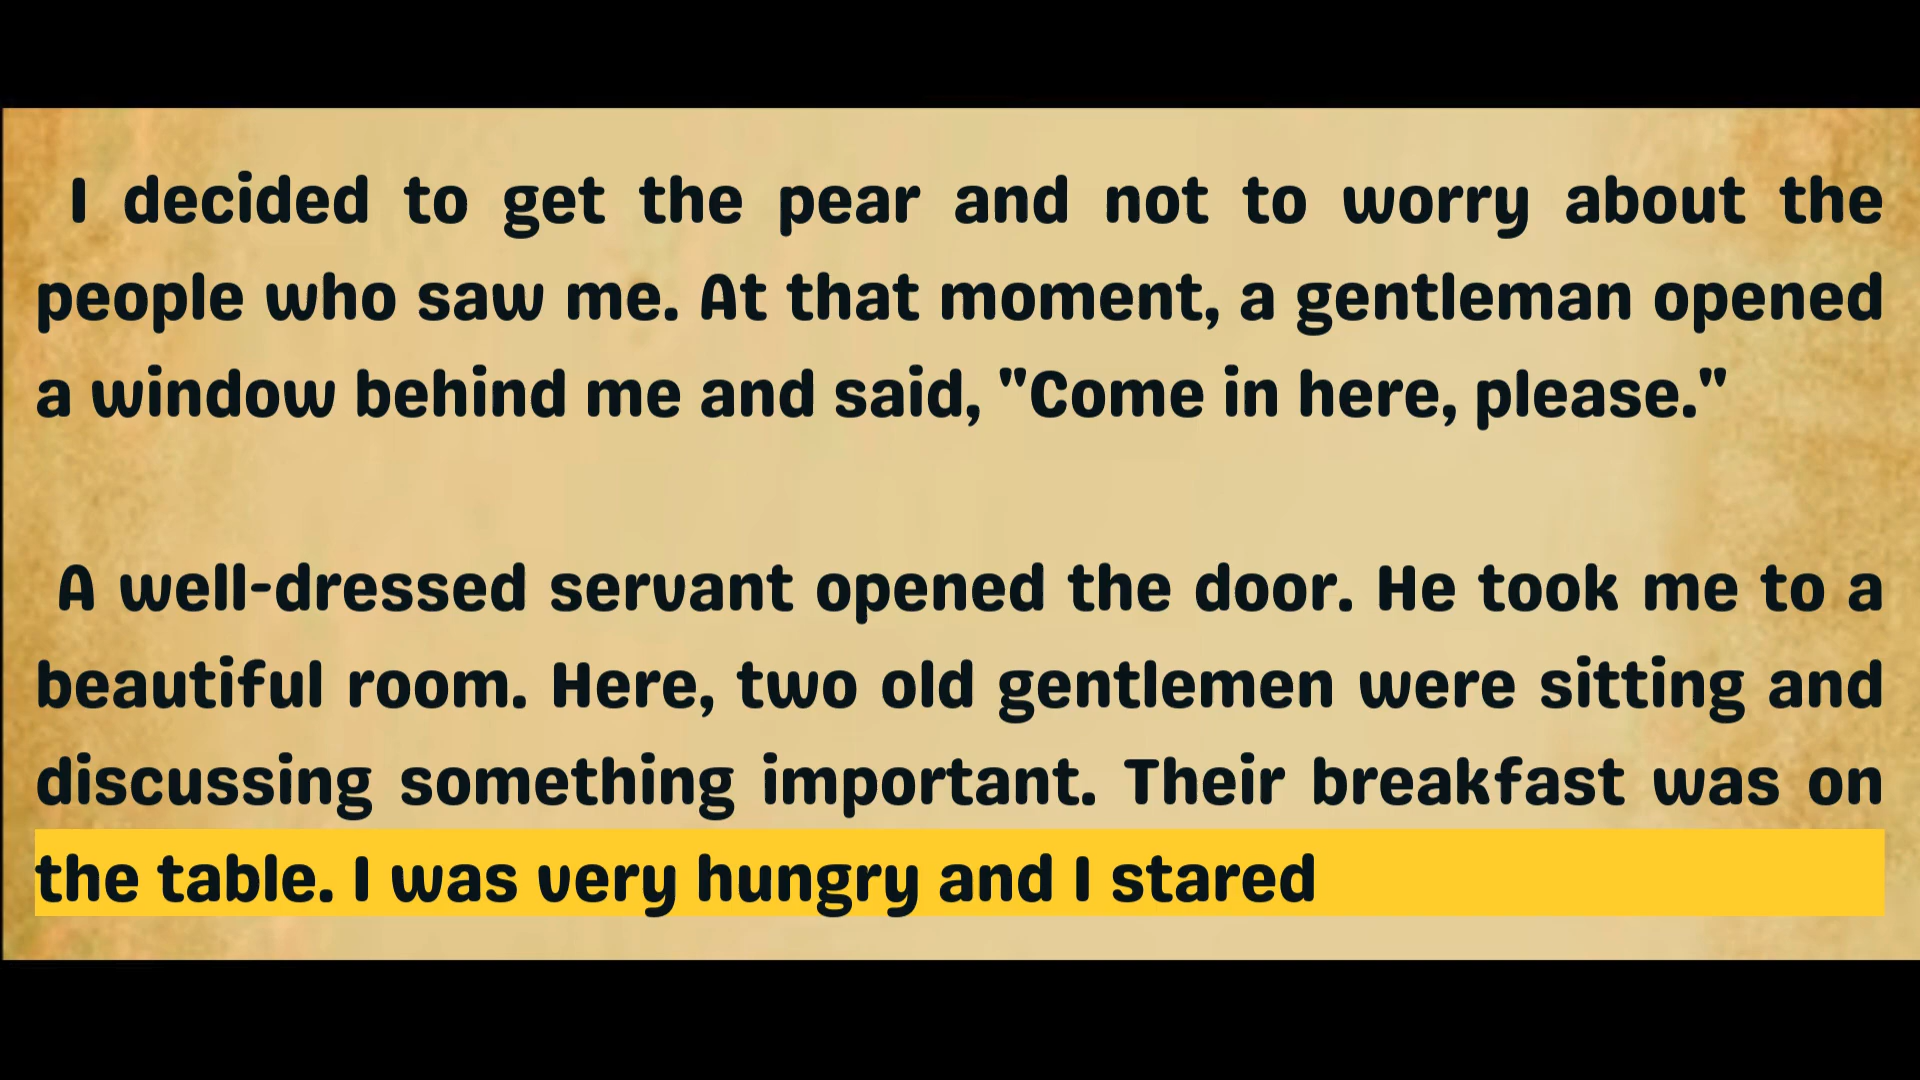 I decided to get the pear and not to worry about the
people who saw me. At that moment, a gentleman opened
a window behind me and said, "Come in here, please."
A well-dressed servant opened the door. He took me to a
beautiful room. Here, two old gentlemen were sitting and
discussing something important. Their breakfast was on
the table. I was very hungry and I stared